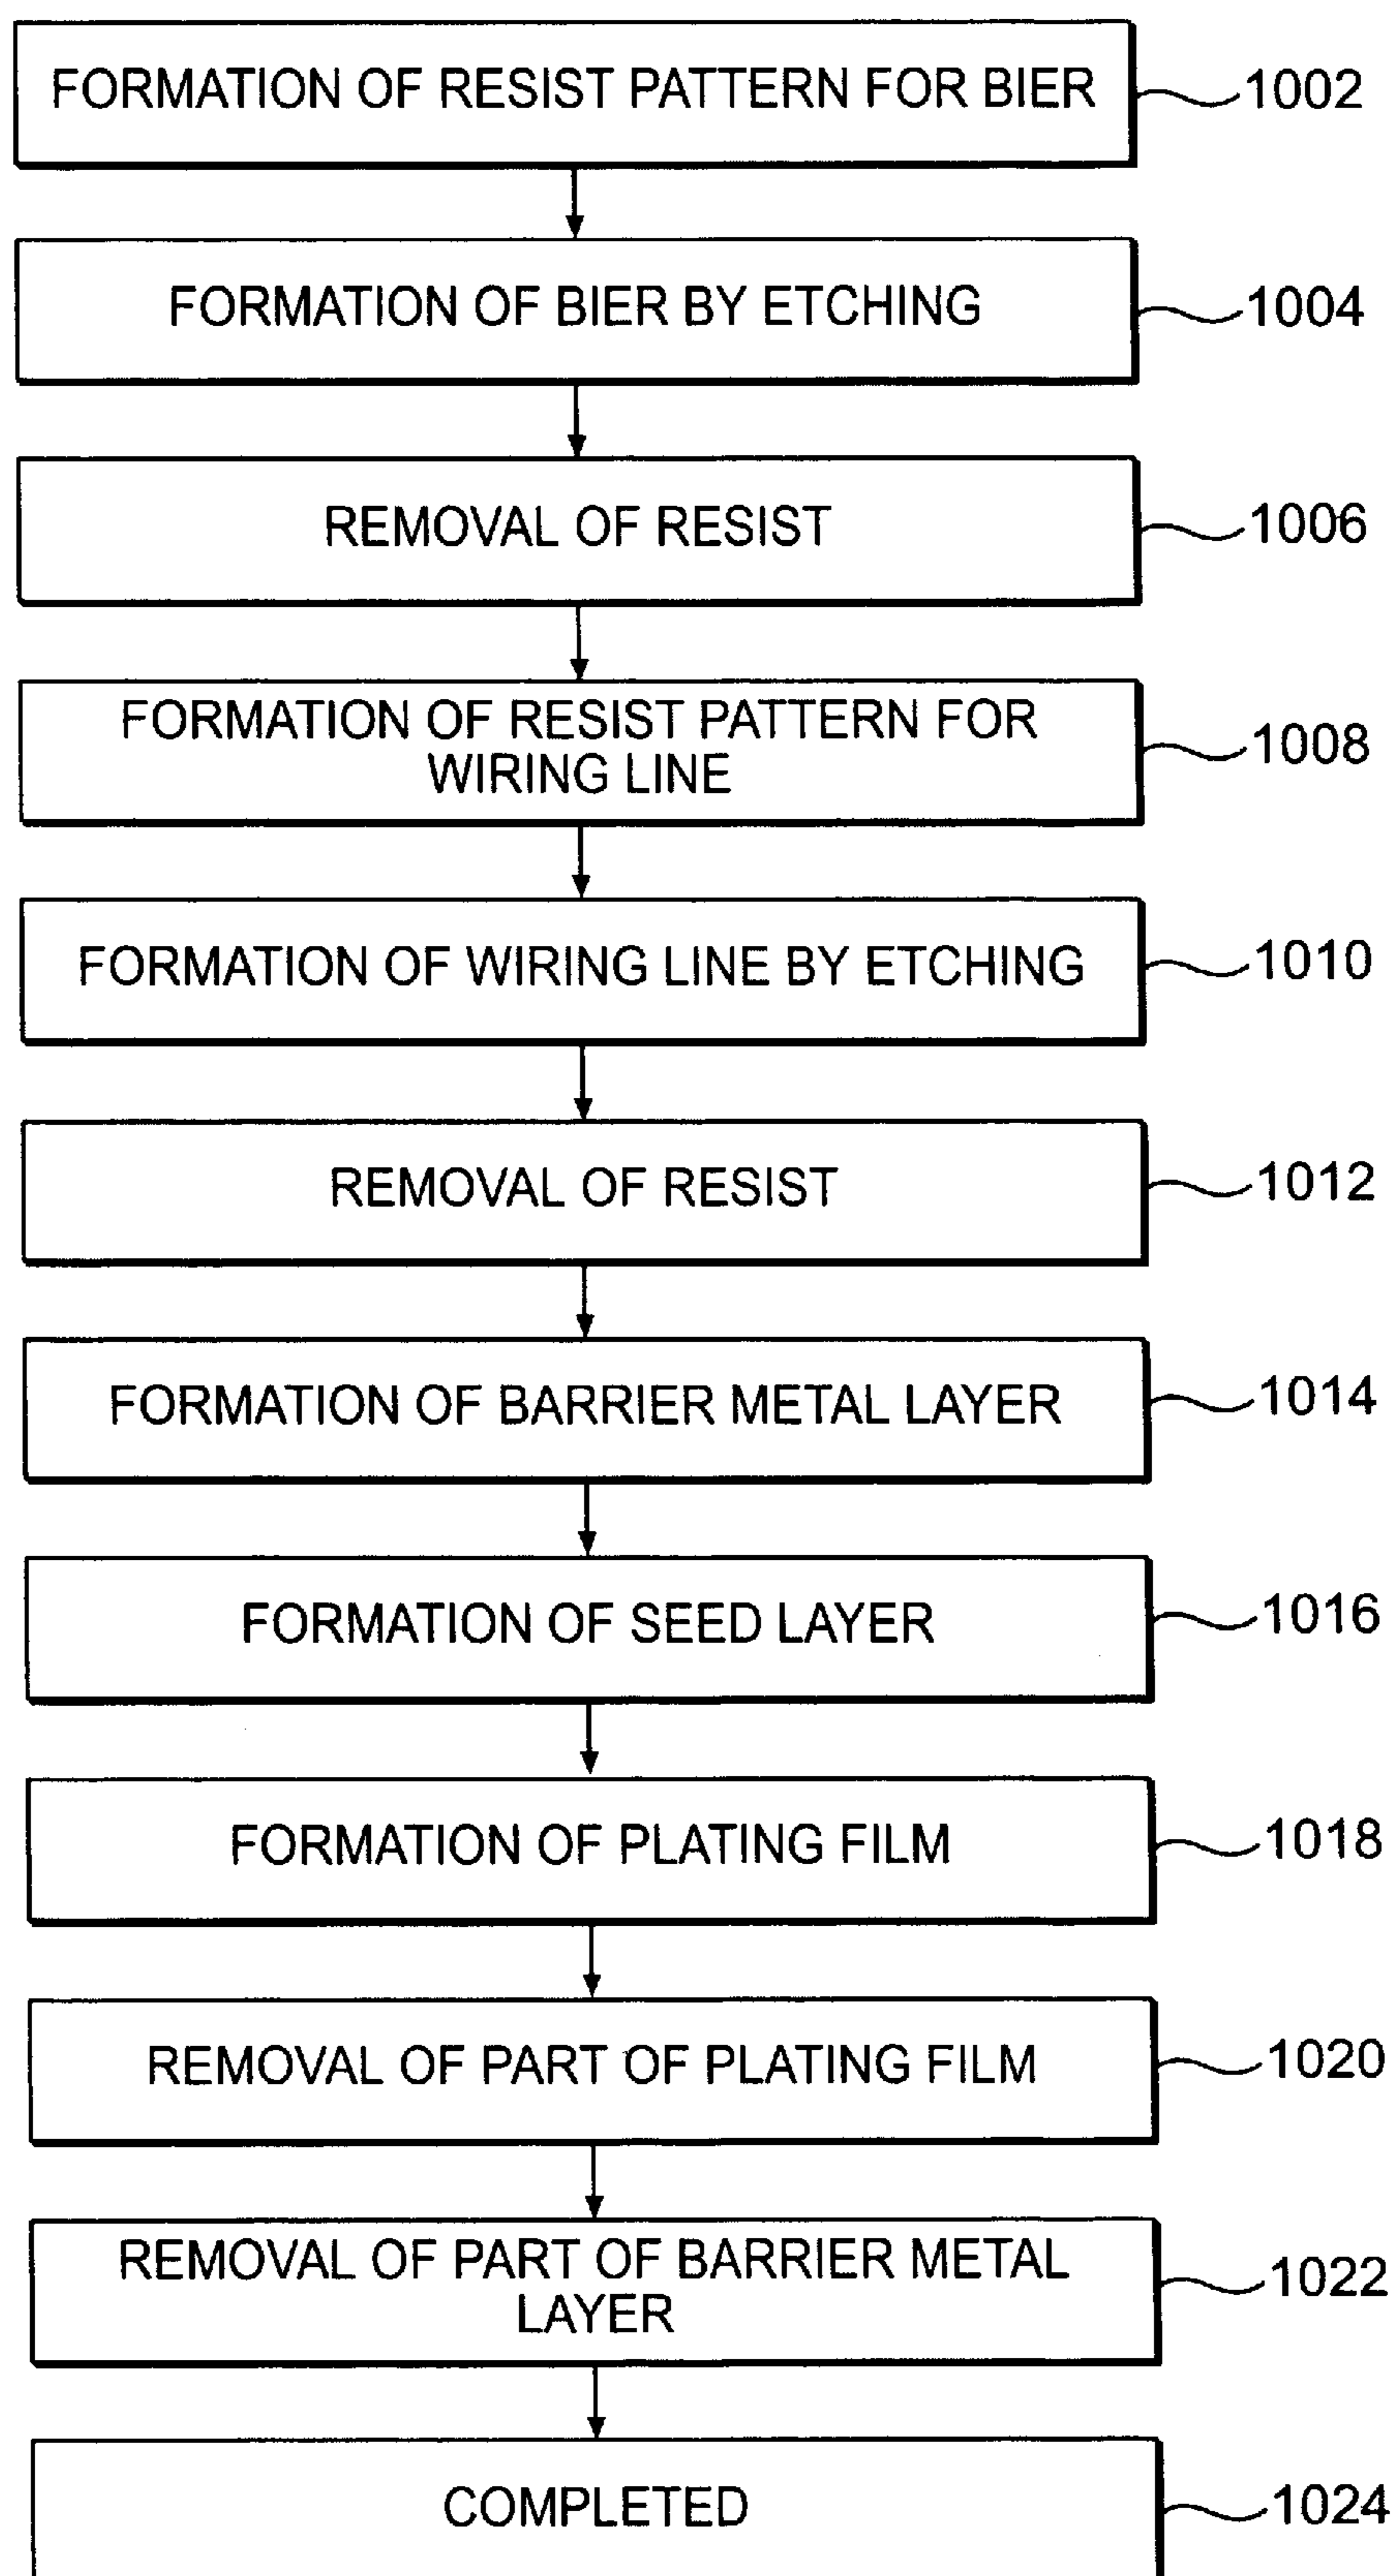 FORMATION OF RESIST PATTERN FOR BIER
1002
FORMATION OF BIER BY ETCHING
1004
REMOVAL OF RESIST
1006
FORMATION OF RESIST PATTERN FOR
WIRING LINE
1008
FORMATION OF WIRING LINE BY ETCHING
1010
REMOVAL OF RESIST
1012
FORMATION OF BARRIER METAL LAYER
1014
FORMATION OF SEED LAYER
1016
FORMATION OF PLATING FILM
1018
REMOVAL OF PART OF PLATING FILM
1020
REMOVAL OF PART OF BARRIER METAL
LAYER
1022
COMPLETED
1024